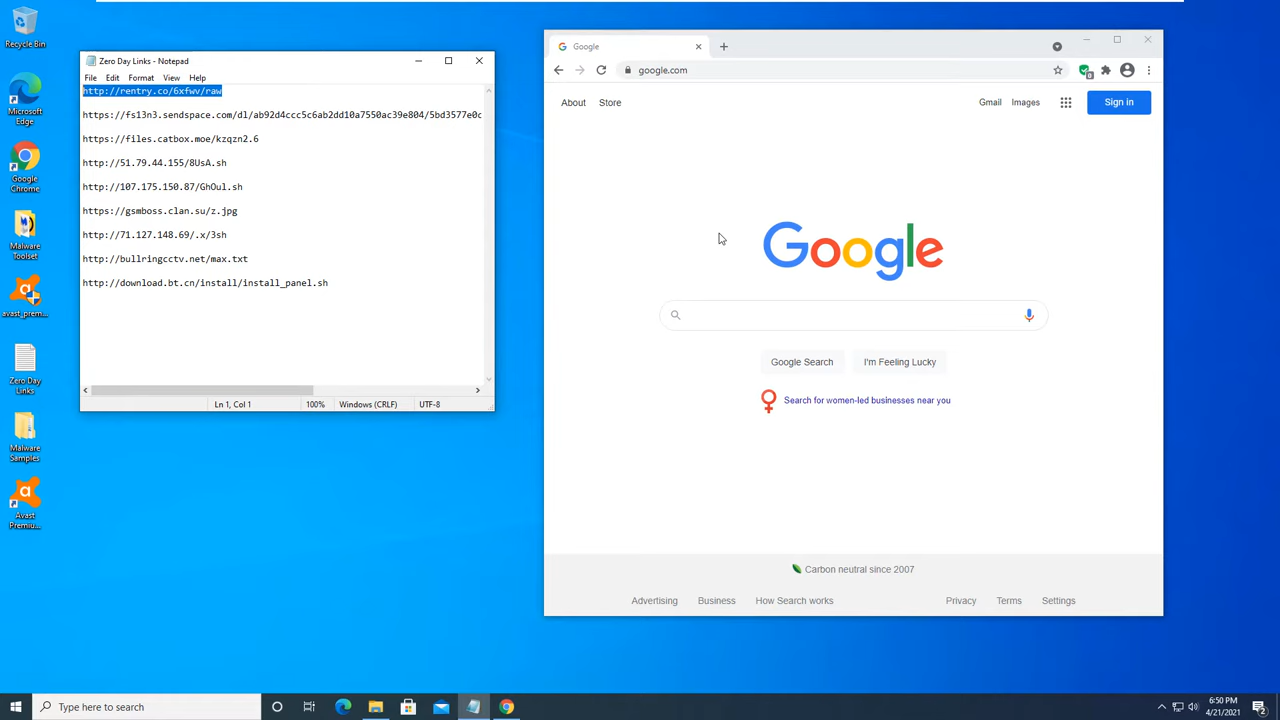 Recycle Bin
Microsoft
Edge
Google
Chrome
Malware
Toolset
avast_prem...
Zero Day
Links
Malware
Samples
Avast
Premiu...
Zero Day Links - Notepad
File Edit Format View Help
http://rentry.co/6xfwv/raw
https://fs13n3.sendspace.com/dl/ab92d4ccc5c6ab2dd10a7550ac39e804/5bd3577e0c
https://files.catbox.moe/kzqzn2.6
http://51.79.44.155/8UsA.sh
http://107.175.150.87/GhOul.sh
https://gsmboss.clan.su/z.jpg
http://71.127.148.69/.x/3sh
http://bullringcctv.net/max.txt
http://download.bt.cn/install/install_panel.sh
Ln 1, Col 1 100% Windows (CRLF) UTF-8
Google
google.com
About Store Gmail Images Sign in
Google
Google Search I'm Feeling Lucky
Search for women-led businesses near you
Carbon neutral since 2007
Advertising Business How Search works Privacy Terms Settings
Type here to search
6:50 PM
4/21/2021
2